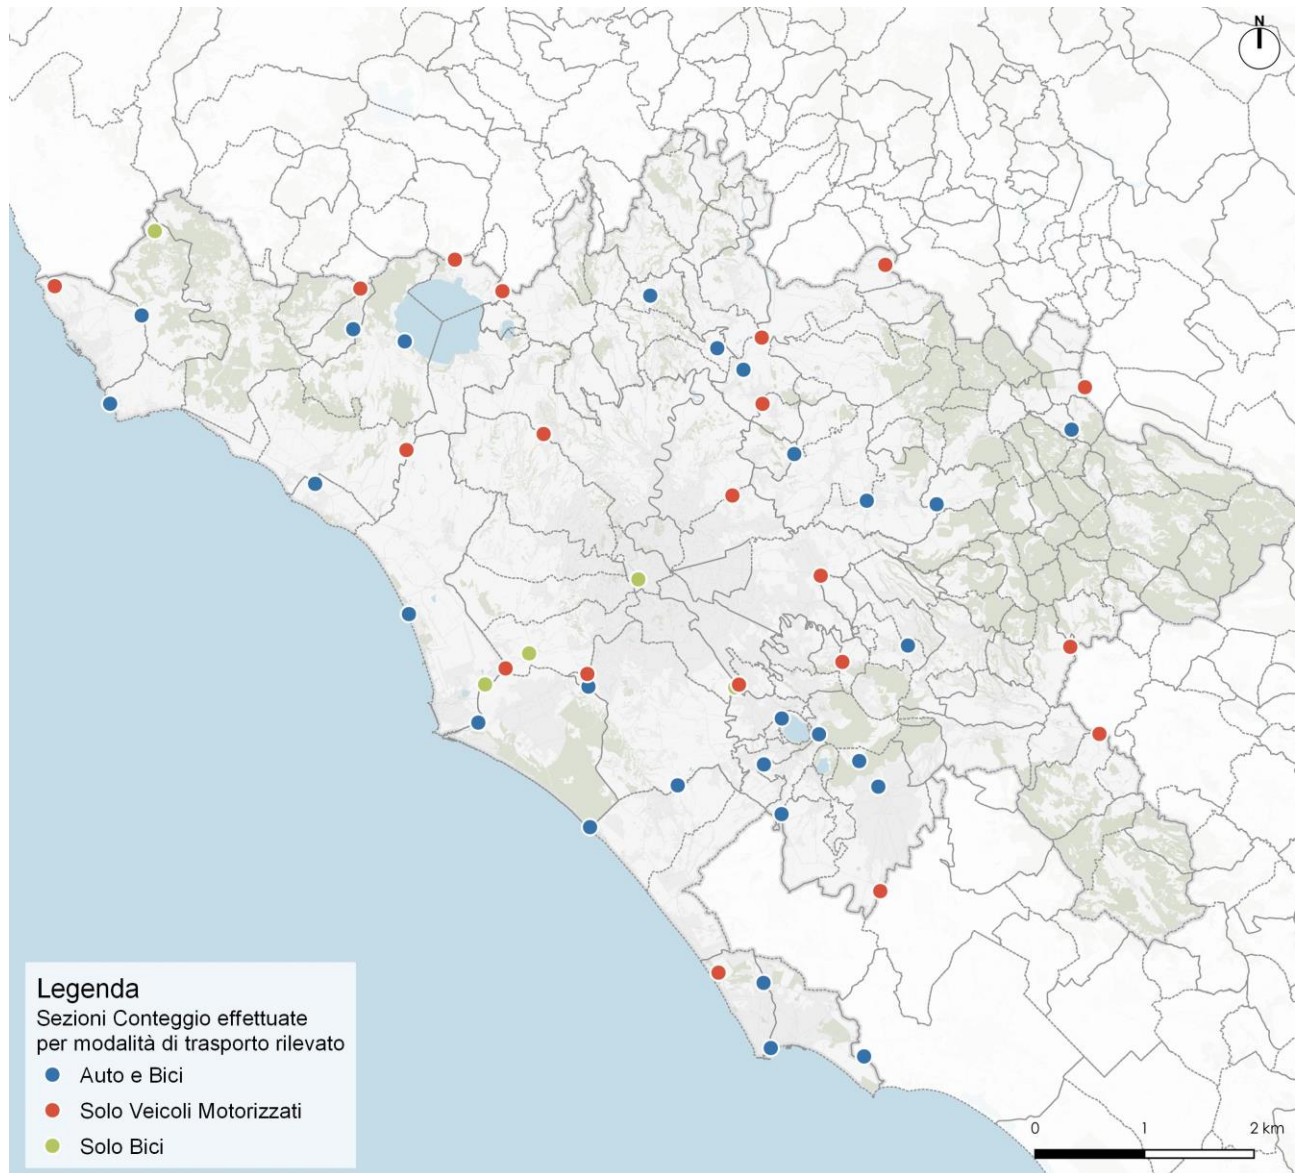 N
Legenda
Sezioni Conteggio effettuate
per modalità di trasporto rilevato
Auto e Bici
Solo Veicoli Motorizzati
Solo Bici
0 1 2 km